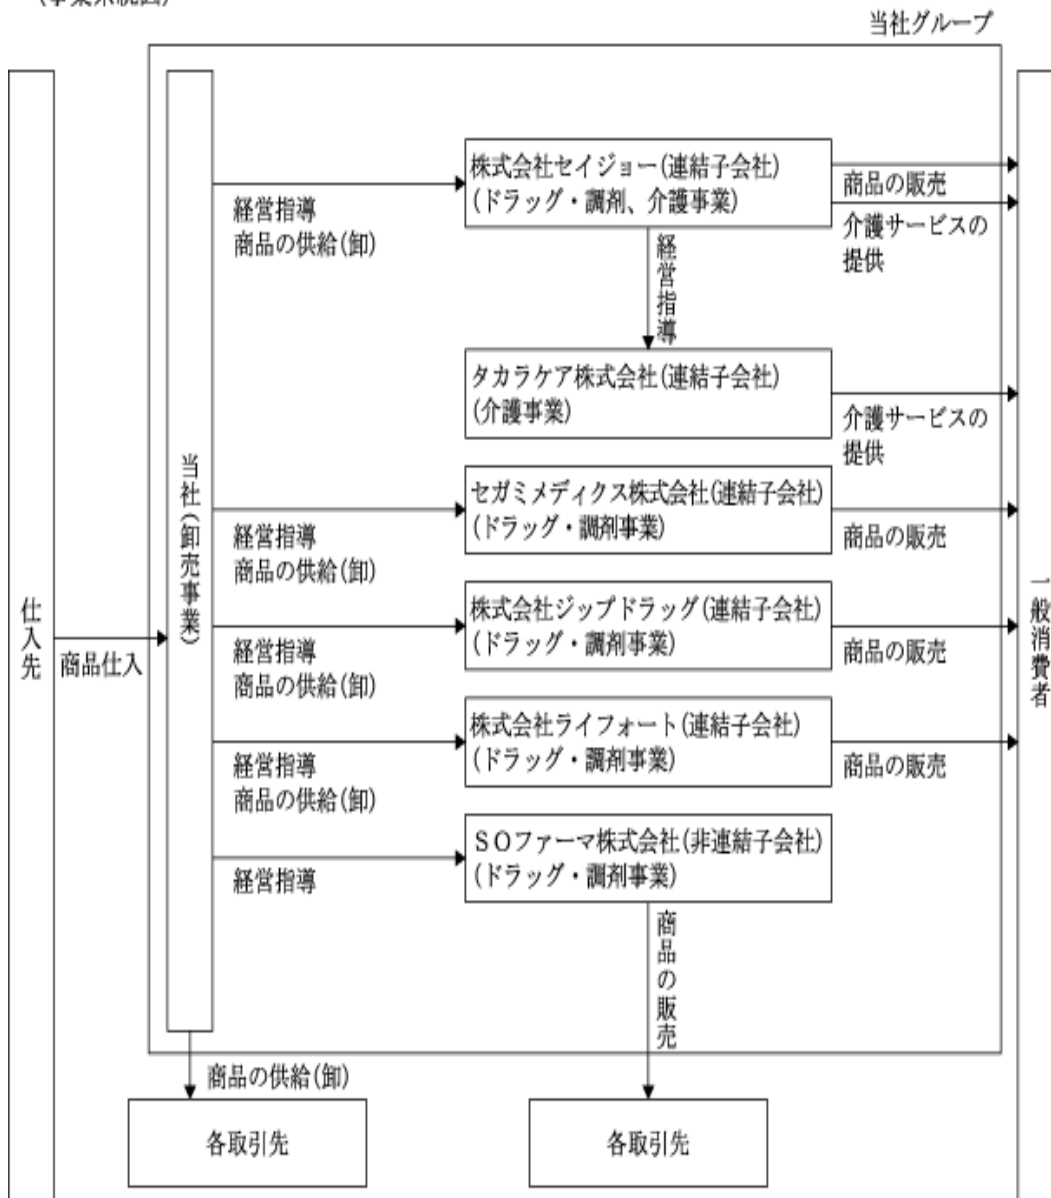 (事業系統図)
当社グループ
仕入先
商品仕入
当社(卸売事業)
経営指導
商品の供給(卸)
株式会社セイジョー(連結子会社)
(ドラッグ・調剤、介護事業)
商品の販売
介護サービスの
提供
経営指導
タカラケア株式会社(連結子会社)
(介護事業)
介護サービスの
提供
経営指導
商品の供給(卸)
セガミメディクス株式会社(連結子会社)
(ドラッグ・調剤事業)
商品の販売
経営指導
商品の供給(卸)
株式会社ジップドラッグ(連結子会社)
(ドラッグ・調剤事業)
商品の販売
経営指導
商品の供給(卸)
株式会社ライフォート(連結子会社)
(ドラッグ・調剤事業)
商品の販売
経営指導
SOファーマ株式会社(非連結子会社)
(ドラッグ・調剤事業)
商品の販売
一般消費者
商品の供給(卸)
各取引先
各取引先